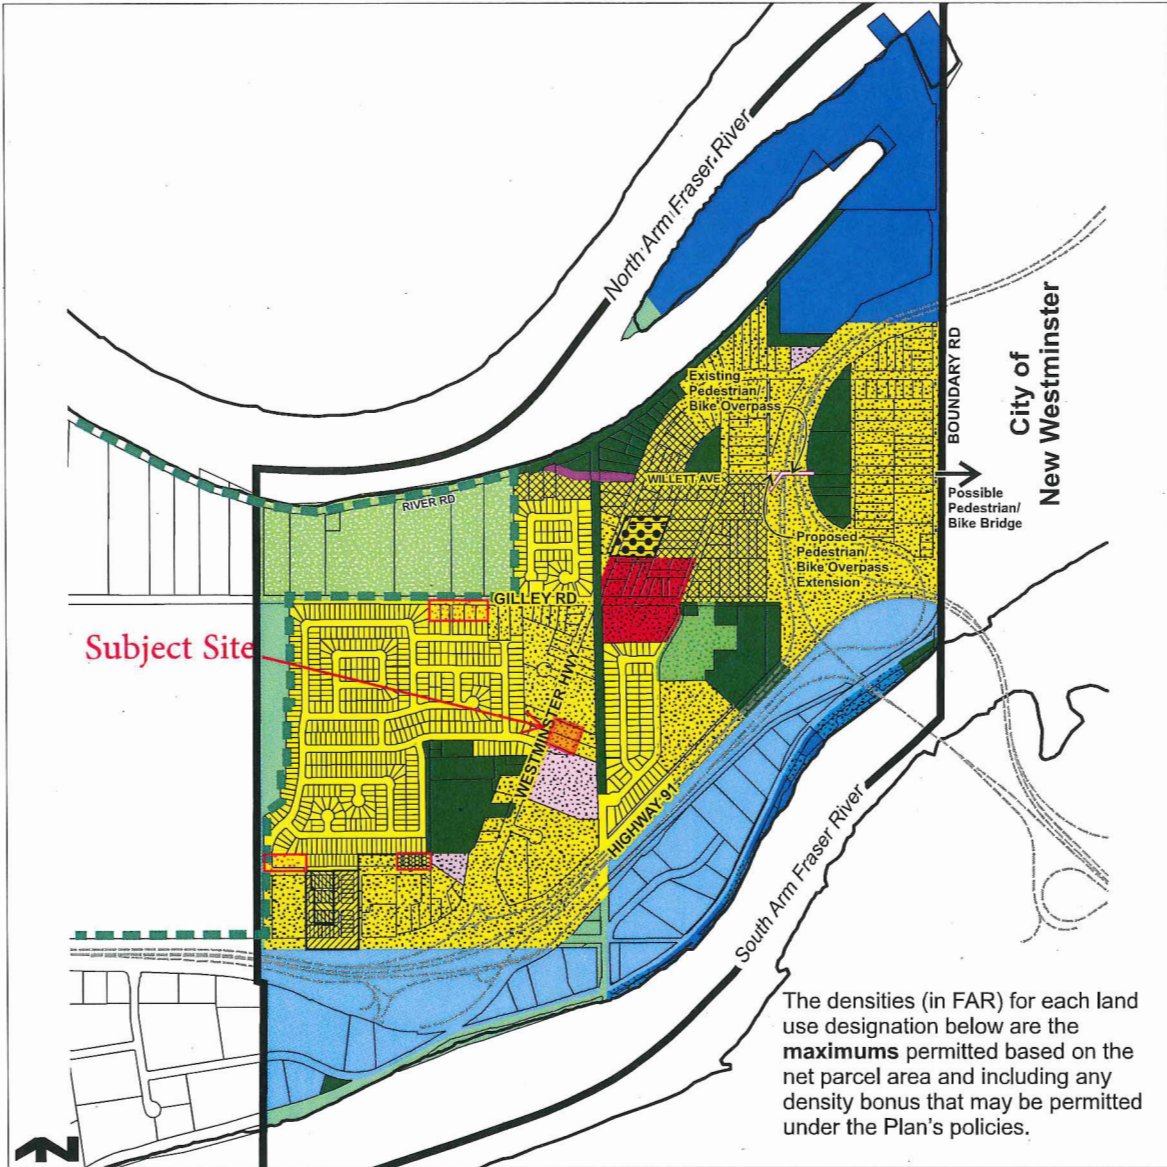 North Arm Fraser River
BOUNDARY RD
City of
New Westminster
Existing
Pedestrian/
Bike Overpass
WILLETT AVE
Possible
Pedestrian/
Bike Bridge
RIVER RD
Proposed
Pedestrian/
Bike Overpass
Extension
GILLEY RD
Subject Site
WESTMINSTER HWY
HIGHWAY 91
South Arm Fraser River
The densities (in FAR) for each land
use designation below are the
maximums permitted based on the
net parcel area and including any
density bonus that may be permitted
under the Plan's policies.
N